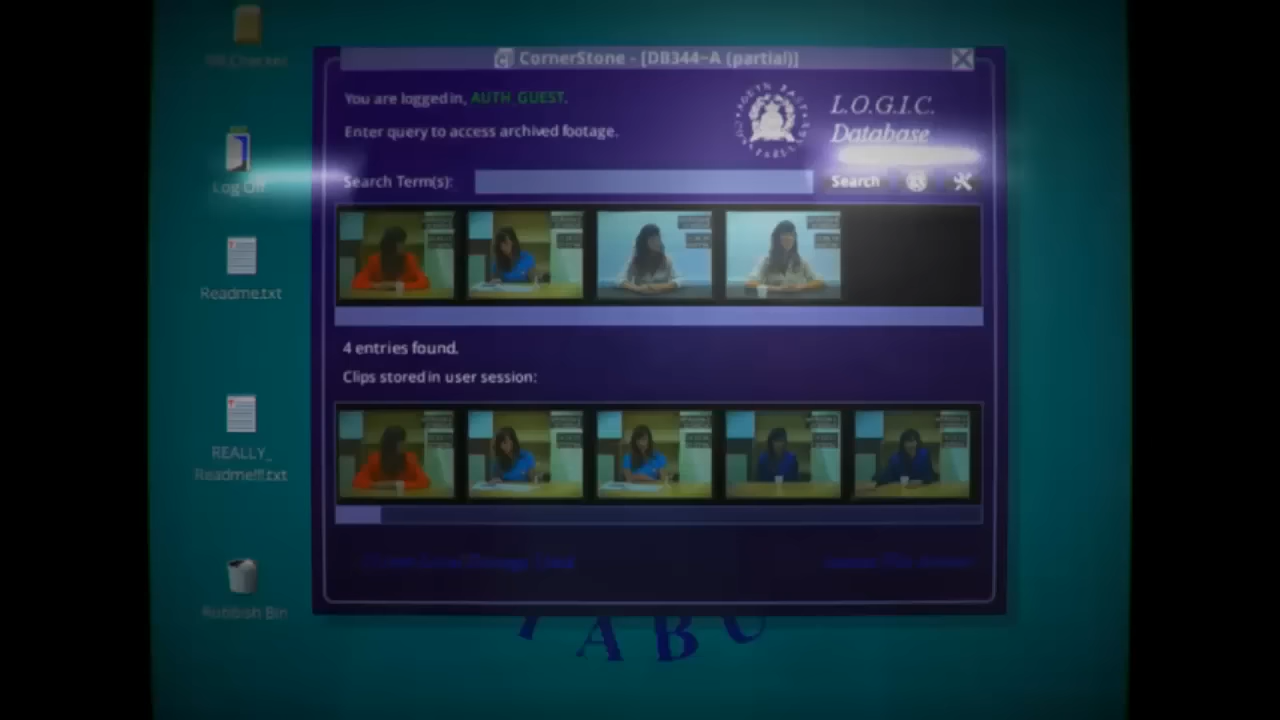 CornerStone - [DB344-A (partial)]
You are logged in, AUTH_GUEST.
L.O.G.I.C.
Database
Enter query to access archived footage.
Log Off
Search Term(s):
Search
Readme.txt
4 entries found.
Clips stored in user session:
REALLY_
Readme!!!.txt
Rubbish Bin
TABU